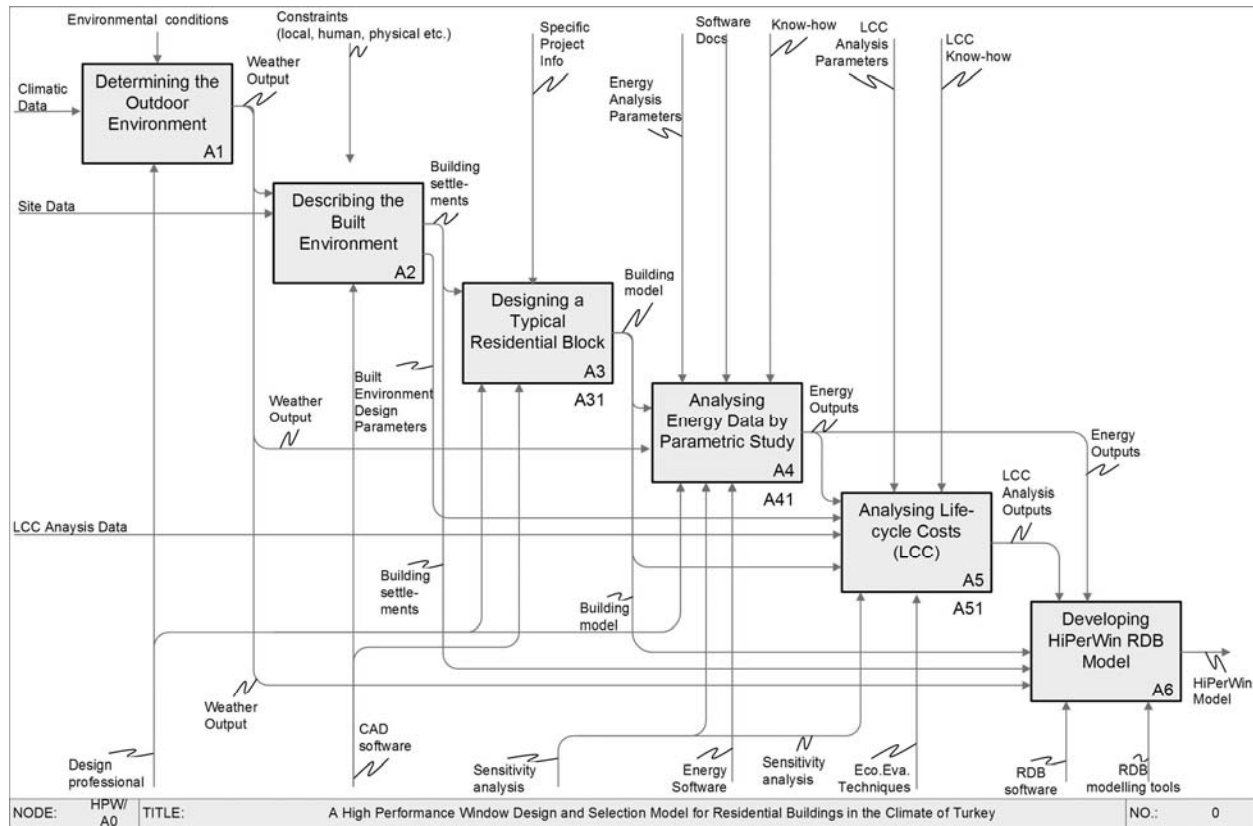 Environmental conditions
Constraints
(local, human, physical etc.)
Specific
Project
Info
Software
Docs
Know-how
LCC
Analysis
Parameters
LCC
Know-how
Weather
Output
Climatic
Data
Determining the
Outdoor
Environment
A1
Energy
Analysis
Parameters
Building
settle-
ments
Site Data
Describing the
Built
Environment
A2
Building
model
Designing a
Typical
Residential Block
A3
A31
Built
Environment
Design
Parameters
Weather
Output
Analysing
Energy Data by
Parametric Study
A4
A41
Energy
Outputs
Energy
Outputs
LCC Anaysis Data
Analysing Life-
cycle Costs
(LCC)
A5
A51
LCC
Analysis
Outputs
Building
settle-
ments
Building
model
Developing
HiPerWin RDB
Model
A6
HiPerWin
Model
Weather
Output
Design
professional
CAD
software
Sensitivity
analysis
Energy
Software
Sensitivity
analysis
Eco.Eva.
Techniques
RDB
software
RDB
modelling tools
NODE:
HPW/
A0
TITLE:
A High Performance Window Design and Selection Model for Residential Buildings in the Climate of Turkey
NO.:
0